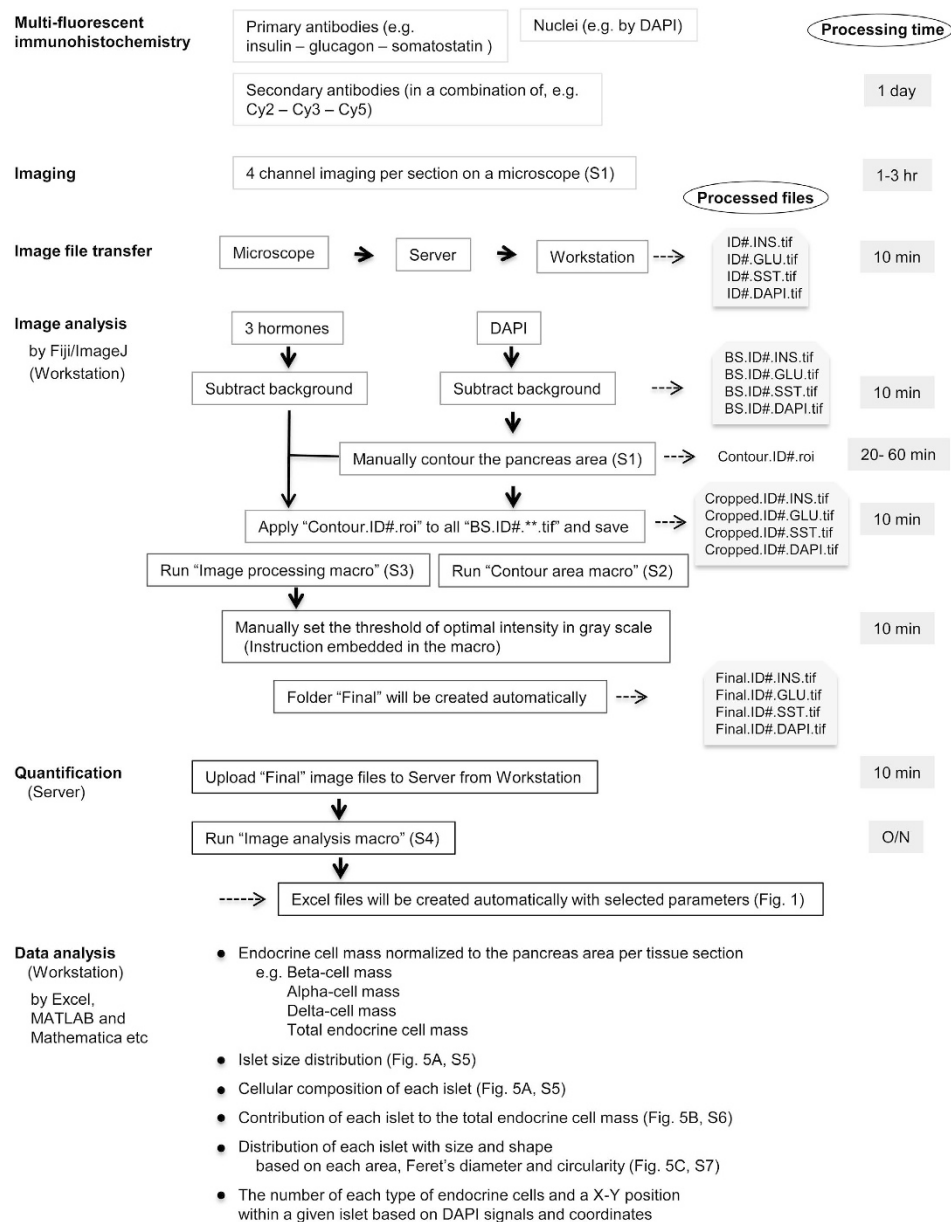 Multi-fluorescent
immunohistochemistry
Primary antibodies (e.g.
insulin – glucagon – somatostatin )
Nuclei (e.g. by DAPI)
Processing time
Secondary antibodies (in a combination of, e.g.
Cy2 – Cy3 – Cy5)
1 day
Imaging
4 channel imaging per section on a microscope (S1)
1-3 hr
Processed files
Image file transfer
Microscope
Server
Workstation
ID#.INS.tif
ID#.GLU.tif
ID#.SST.tif
ID#.DAPI.tif
10 min
Image analysis
by Fiji/ImageJ
(Workstation)
3 hormones
DAPI
Subtract background
Subtract background
BS.ID#.INS.tif
BS.ID#.GLU.tif
BS.ID#.SST.tif
BS.ID#.DAPI.tif
10 min
Manually contour the pancreas area (S1)
Contour.ID#.roi
20- 60 min
Apply “Contour.ID#.roi” to all “BS.ID#.**.tif” and save
Cropped.ID#.INS.tif
Cropped.ID#.GLU.tif
Cropped.ID#.SST.tif
Cropped.ID#.DAPI.tif
10 min
Run “Image processing macro” (S3)
Run “Contour area macro” (S2)
Manually set the threshold of optimal intensity in gray scale
(Instruction embedded in the macro)
10 min
Folder “Final” will be created automatically
Final.ID#.INS.tif
Final.ID#.GLU.tif
Final.ID#.SST.tif
Final.ID#.DAPI.tif
Quantification
(Server)
Upload “Final” image files to Server from Workstation
10 min
Run “Image analysis macro” (S4)
O/N
Excel files will be created automatically with selected parameters (Fig. 1)
Data analysis
(Workstation)
by Excel,
MATLAB and
Mathematica etc
● Endocrine cell mass normalized to the pancreas area per tissue section
e.g. Beta-cell mass
Alpha-cell mass
Delta-cell mass
Total endocrine cell mass
● Islet size distribution (Fig. 5A, S5)
● Cellular composition of each islet (Fig. 5A, S5)
● Contribution of each islet to the total endocrine cell mass (Fig. 5B, S6)
● Distribution of each islet with size and shape
based on each area, Feret’s diameter and circularity (Fig. 5C, S7)
● The number of each type of endocrine cells and a X-Y position
within a given islet based on DAPI signals and coordinates